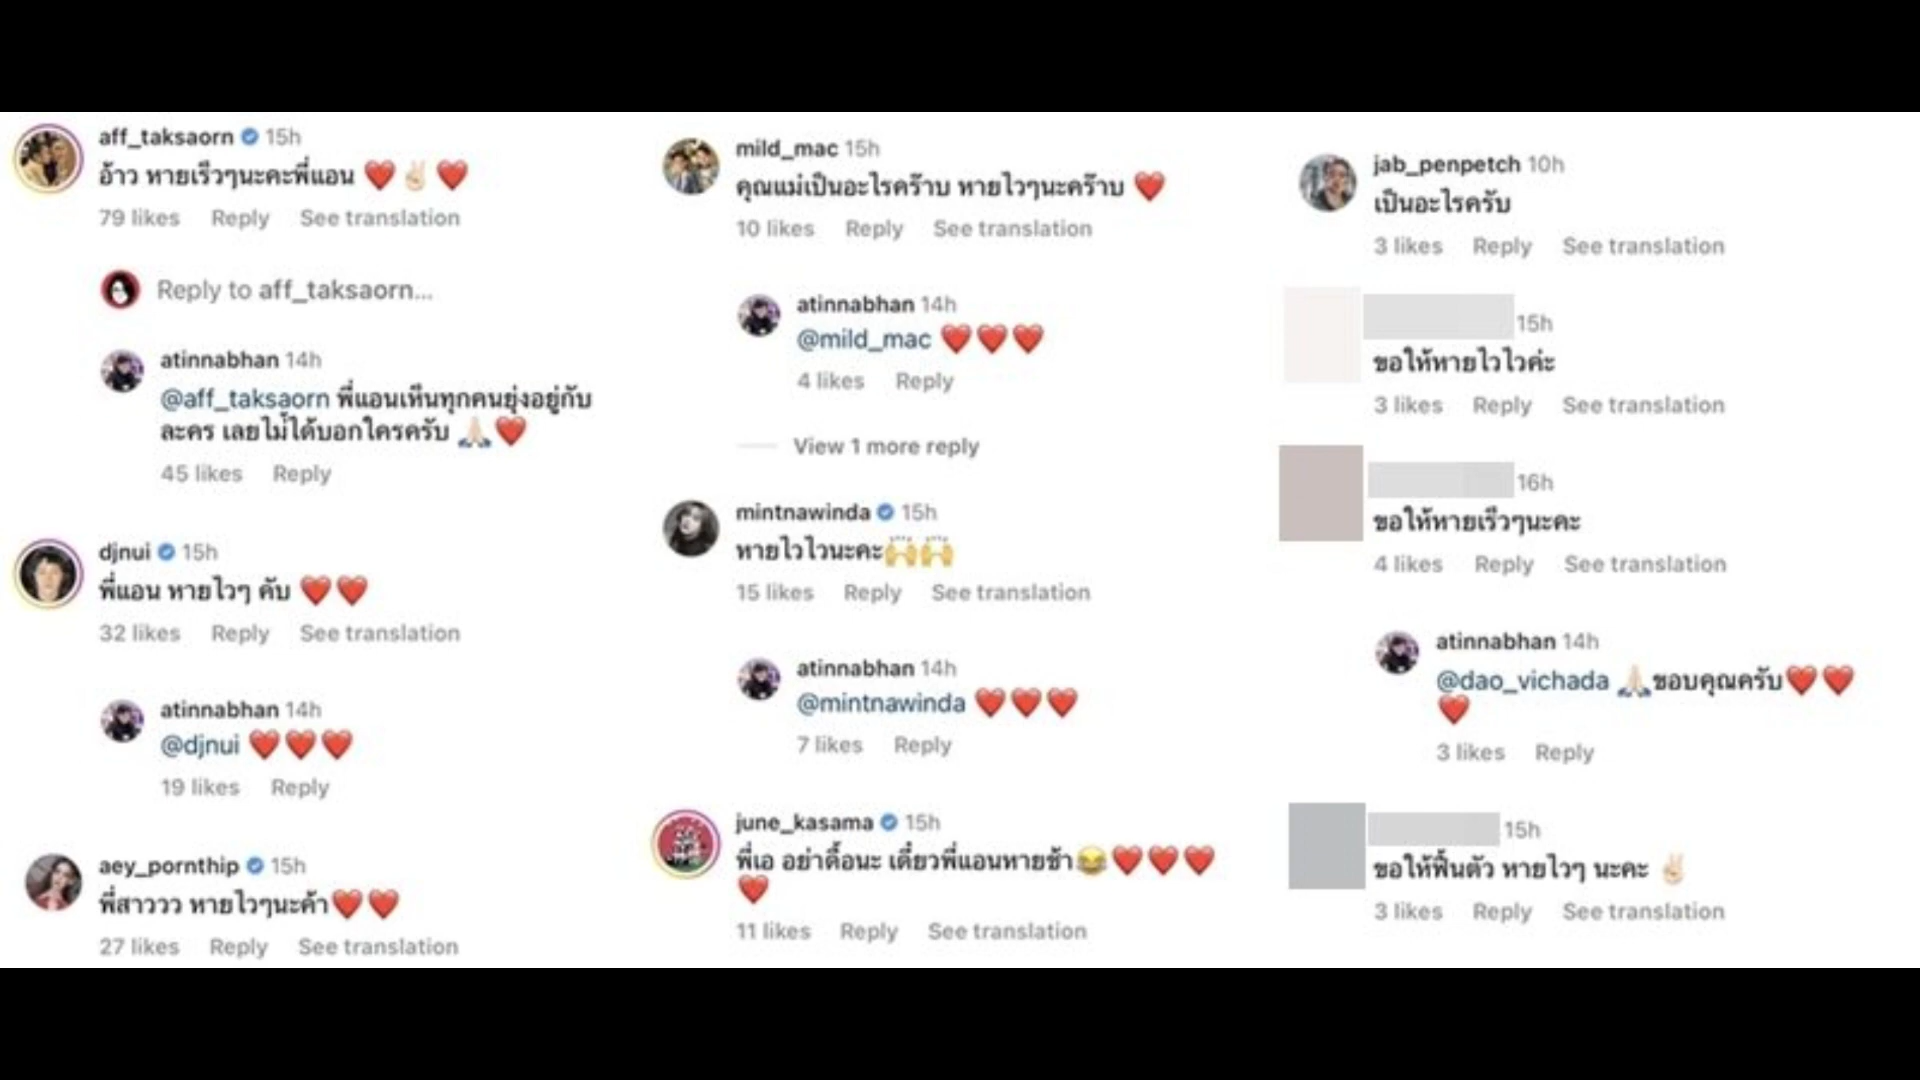 aff_taksaorn 15h
อ้าว หายเร็วๆนะคะพี่แอน ❤️✌🏻❤️
79 likes Reply See translation
Reply to aff_taksaorn...
atinnabhan 14h
@aff_taksaorn พี่แอนเห็นทุกคนยุ่งอยู่กับ
ละคร เลยไม่ได้บอกใครครับ 🙏🏻❤️
45 likes Reply
djnui 15h
พี่แอน หายไวๆ คับ ❤️❤️
32 likes Reply See translation
atinnabhan 14h
@djnui ❤️❤️❤️
19 likes Reply
aey_pornthip 15h
พี่สาววว หายไวๆนะค้า❤️❤️
27 likes Reply See translation
mild_mac 15h
คุณแม่เป็นอะไรคร๊าบ หายไวๆนะคร๊าบ ❤️
10 likes Reply See translation
atinnabhan 14h
@mild_mac ❤️❤️❤️
4 likes Reply
View 1 more reply
mintnawinda 15h
หายไวไวนะคะ🙌🙌
15 likes Reply See translation
atinnabhan 14h
@mintnawinda ❤️❤️❤️
7 likes Reply
june_kasama 15h
พี่เอ อย่าดื้อนะ เดี๋ยวพี่แอนหายช้า😂❤️❤️❤️
❤️
11 likes Reply See translation
jab_penpetch 10h
เป็นอะไรครับ
3 likes Reply See translation
15h
ขอให้หายไวไวค่ะ
3 likes Reply See translation
16h
ขอให้หายเร็วๆนะคะ
4 likes Reply See translation
atinnabhan 14h
@dao_vichada 🙏🏻ขอบคุณครับ❤️❤️
❤️
3 likes Reply
15h
ขอให้ฟื้นตัว หายไวๆ นะคะ ✌🏻
3 likes Reply See translation